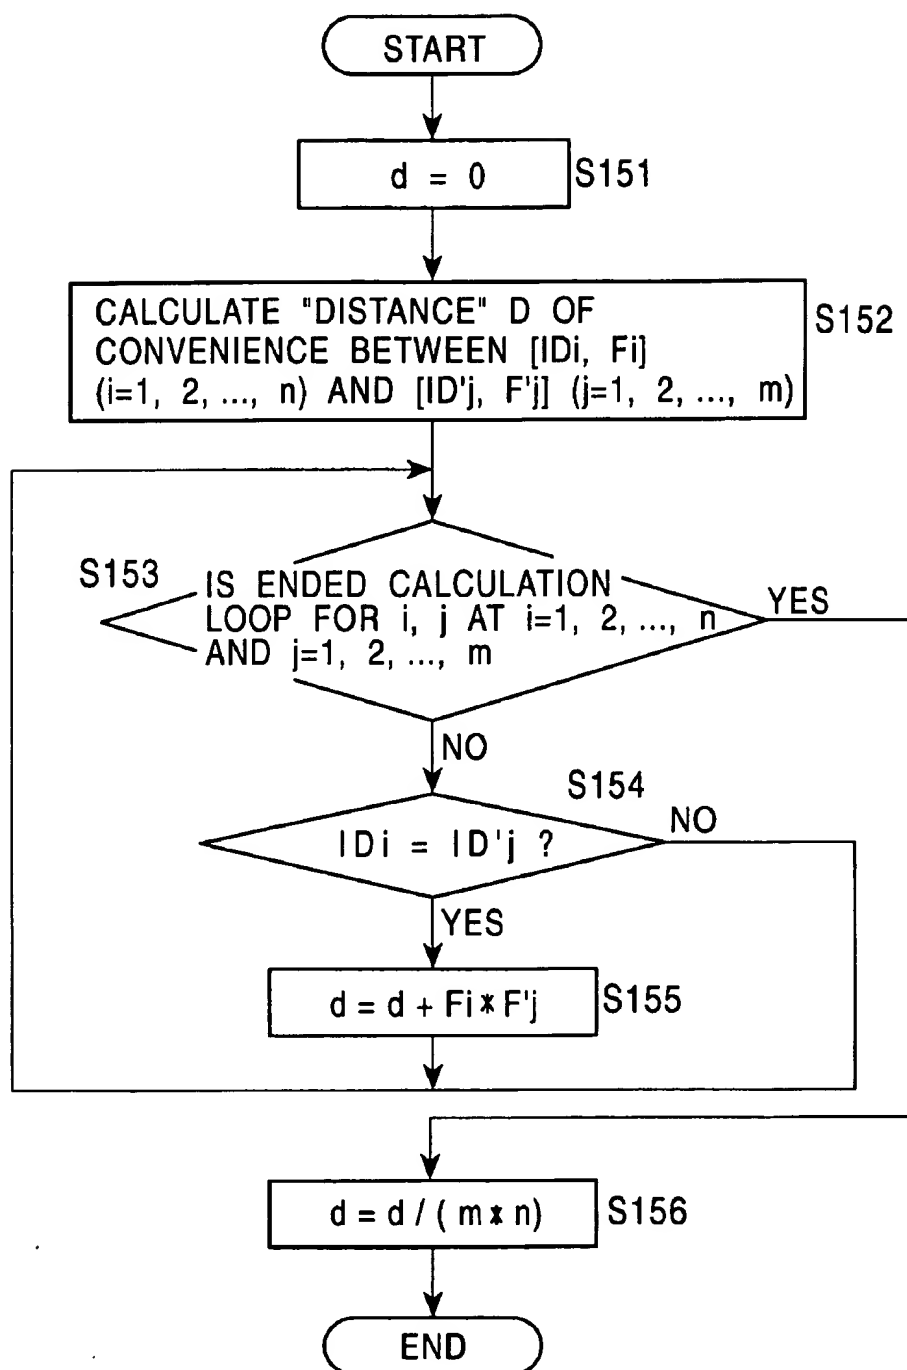 START
d = 0
S151
CALCULATE "DISTANCE" D OF
CONVENIENCE BETWEEN [IDi, Fi]
(i=1, 2, ..., n) AND [ID'j, F'j] (j=1, 2, ..., m)
S152
S153
IS ENDED CALCULATION
LOOP FOR i, j AT i=1, 2, ..., n
AND j=1, 2, ..., m
YES
NO
S154
IDi = ID'j ?
NO
YES
d = d + Fi * F'j
S155
d = d / ( m * n)
S156
END